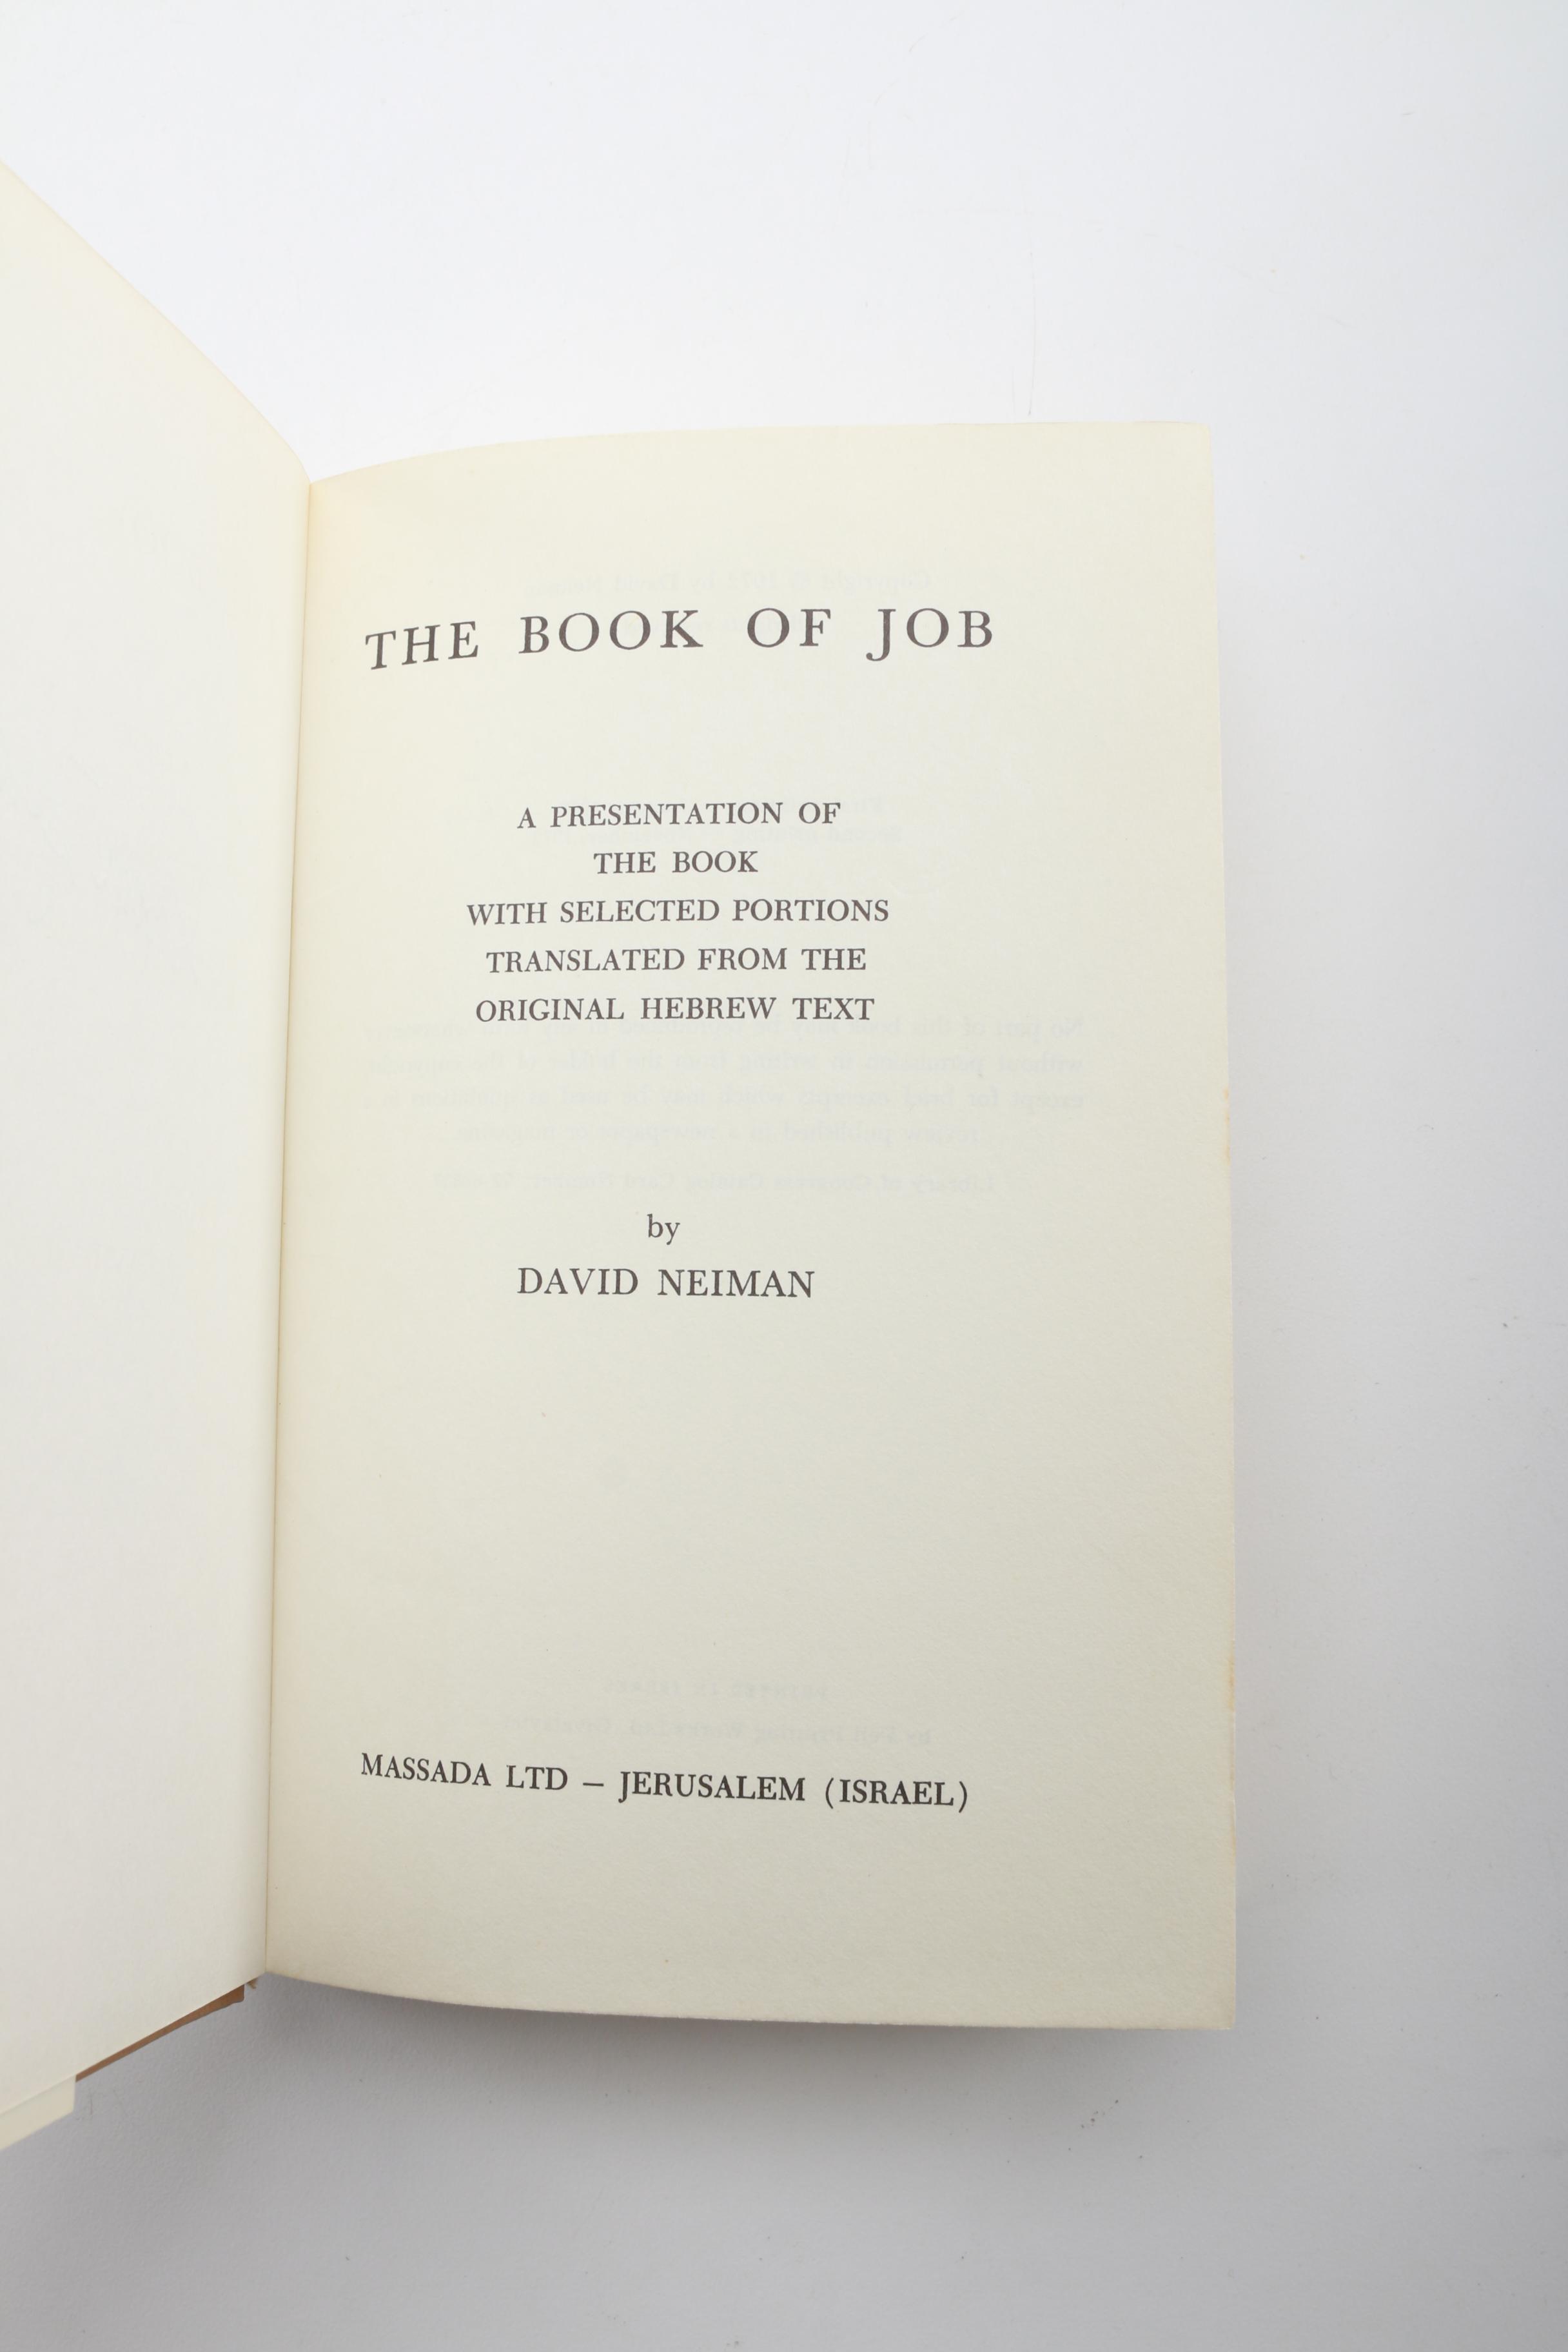 THE BOOK OF JOB
A PRESENTATION OF
THE BOOK
WITH SELECTED PORTIONS
TRANSLATED FROM THE
ORIGINAL HEBREW TEXT
by
DAVID NEIMAN
MASSADA LTD – JERUSALEM (ISRAEL)